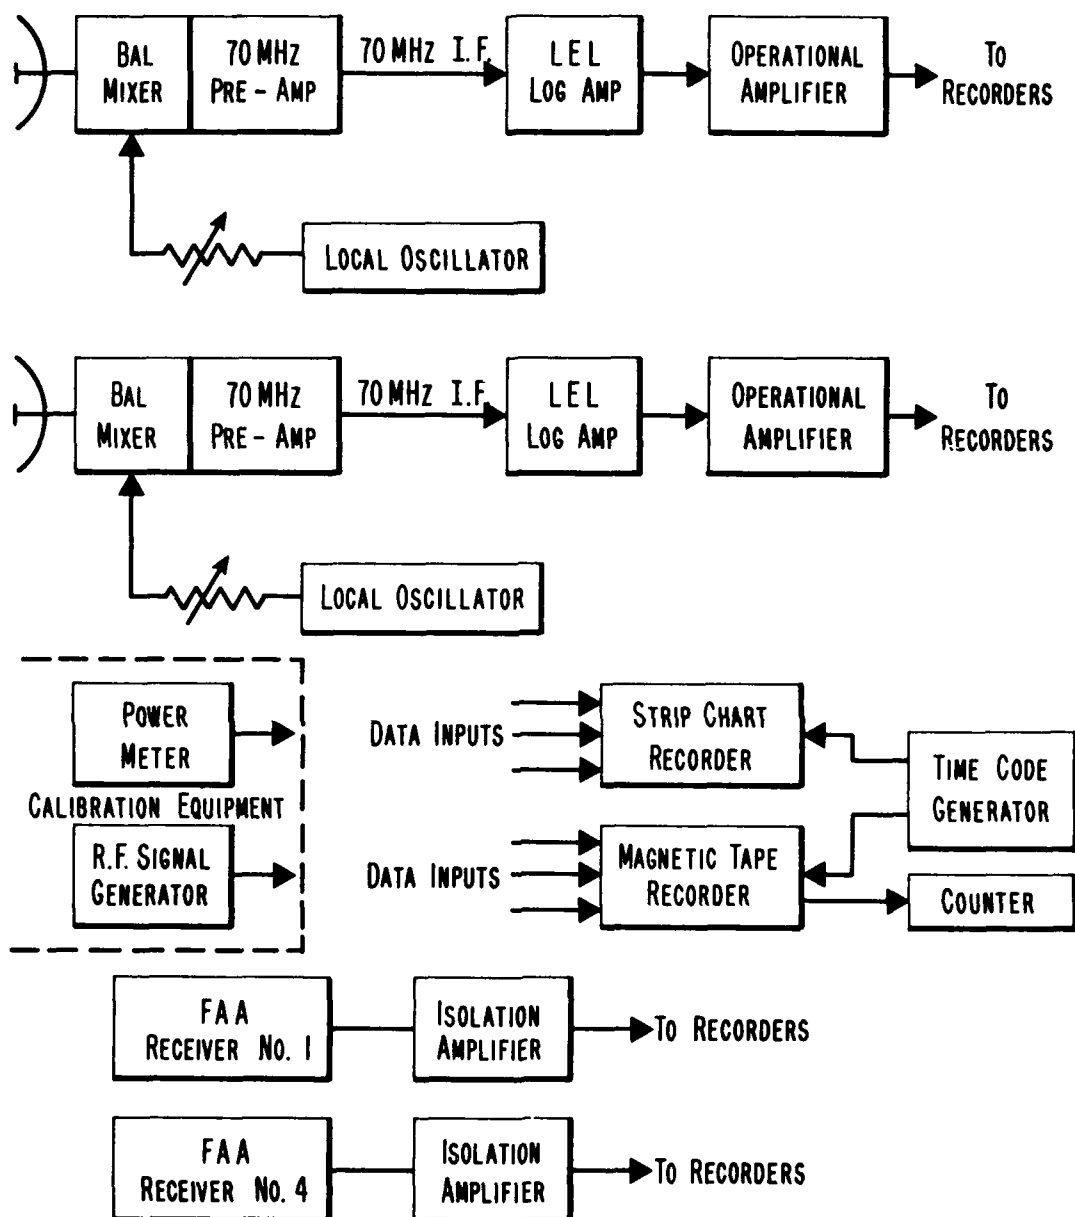 BAL MIXER
70 MHz PRE-AMP
70 MHz I.F.
LEL LOG AMP
OPERATIONAL AMPLIFIER
TO RECORDERS
LOCAL OSCILLATOR
BAL MIXER
70 MHz PRE-AMP
70 MHz I.F.
LEL LOG AMP
OPERATIONAL AMPLIFIER
TO RECORDERS
LOCAL OSCILLATOR
POWER METER
CALIBRATION EQUIPMENT
R.F. SIGNAL GENERATOR
DATA INPUTS
STRIP CHART RECORDER
TIME CODE GENERATOR
DATA INPUTS
MAGNETIC TAPE RECORDER
COUNTER
FAA RECEIVER NO. 1
ISOLATION AMPLIFIER
TO RECORDERS
FAA RECEIVER NO. 4
ISOLATION AMPLIFIER
TO RECORDERS